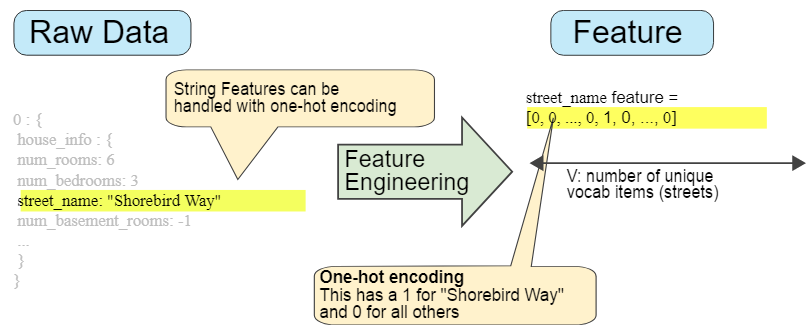 Raw Data
Feature
String Features can be
handled with one-hot encoding
0 : {
house_info : {
num_rooms: 6
num_bedrooms: 3
street_name: "Shorebird Way"
num_basement_rooms: -1
...
}
}
Feature
Engineering
street_name feature =
[0, 0, ..., 0, 1, 0, ..., 0]
V: number of unique
vocab items (streets)
One-hot encoding
This has a 1 for "Shorebird Way"
and 0 for all others